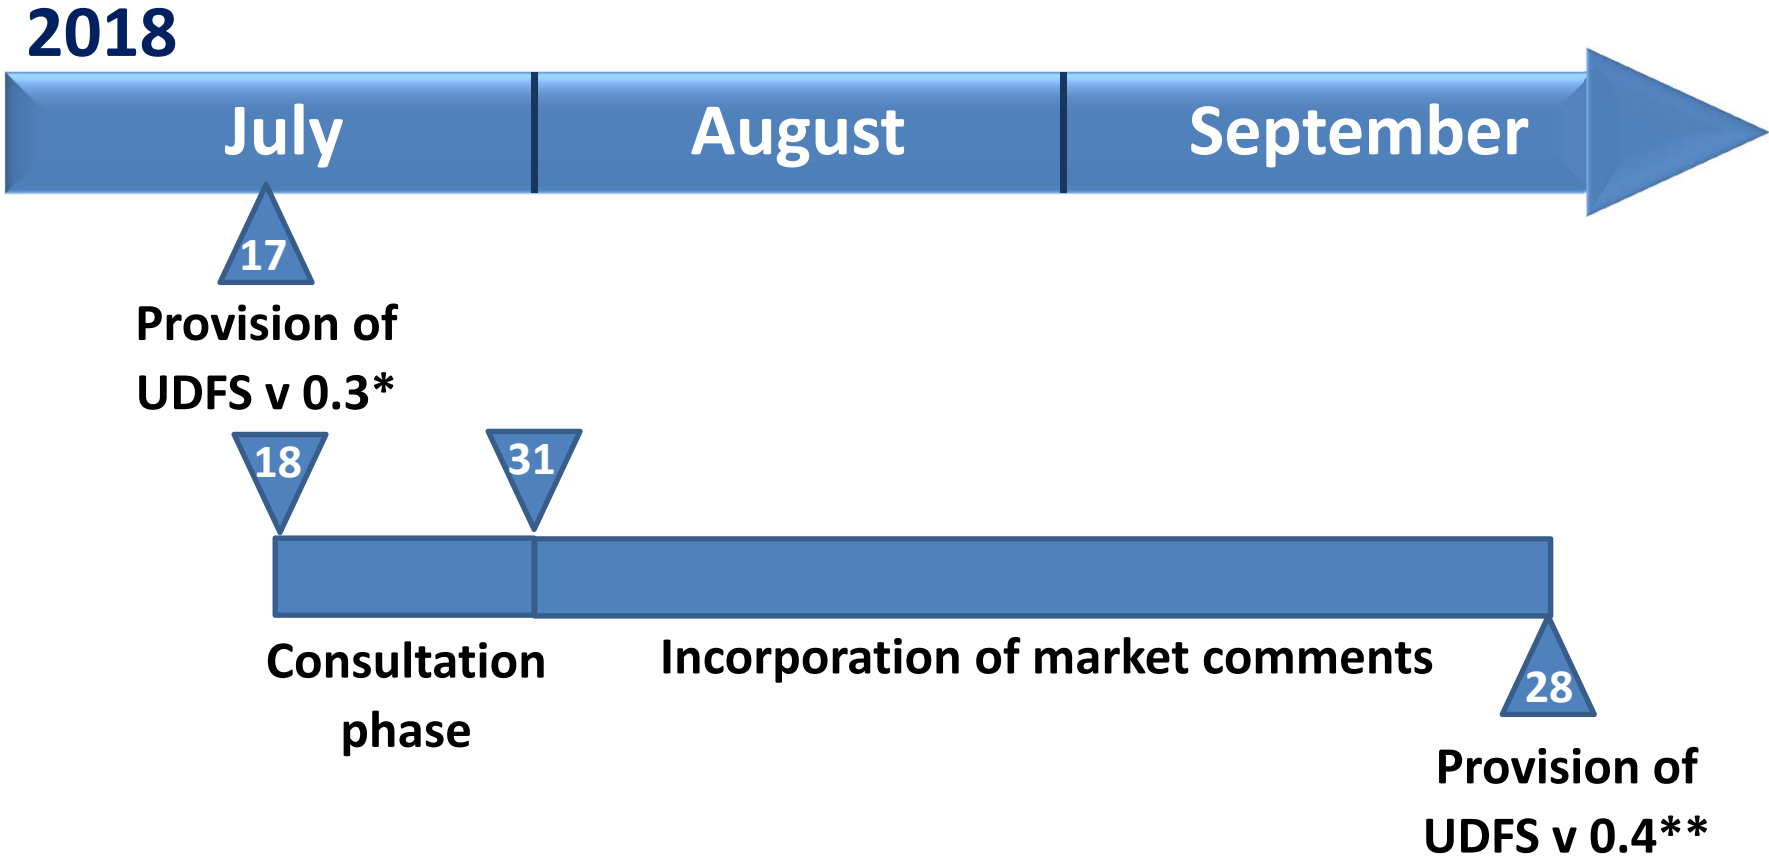 2018
July
August
September
17
Provision of
UDFS v 0.3*
18
31
Consultation
phase
Incorporation of market comments
28
Provision of
UDFS v 0.4**